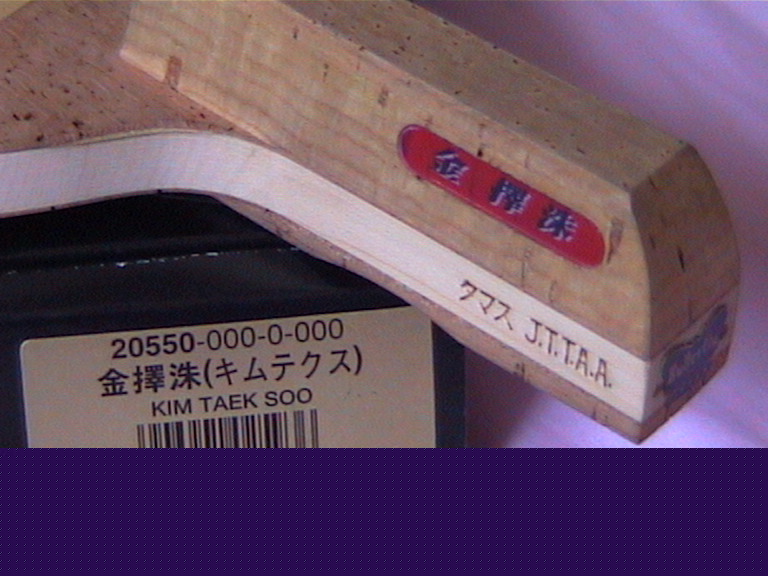 金擇洙
タマス J.T.T.A.A.
20550-000-0-000
金擇洙(キムテクス)
KIM TAEK SOO